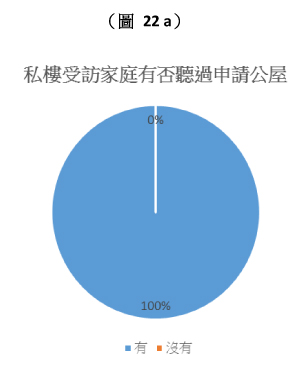 （圖 22 a）
私樓受訪家庭有否聽過申請公屋
0%
100%
有 沒有